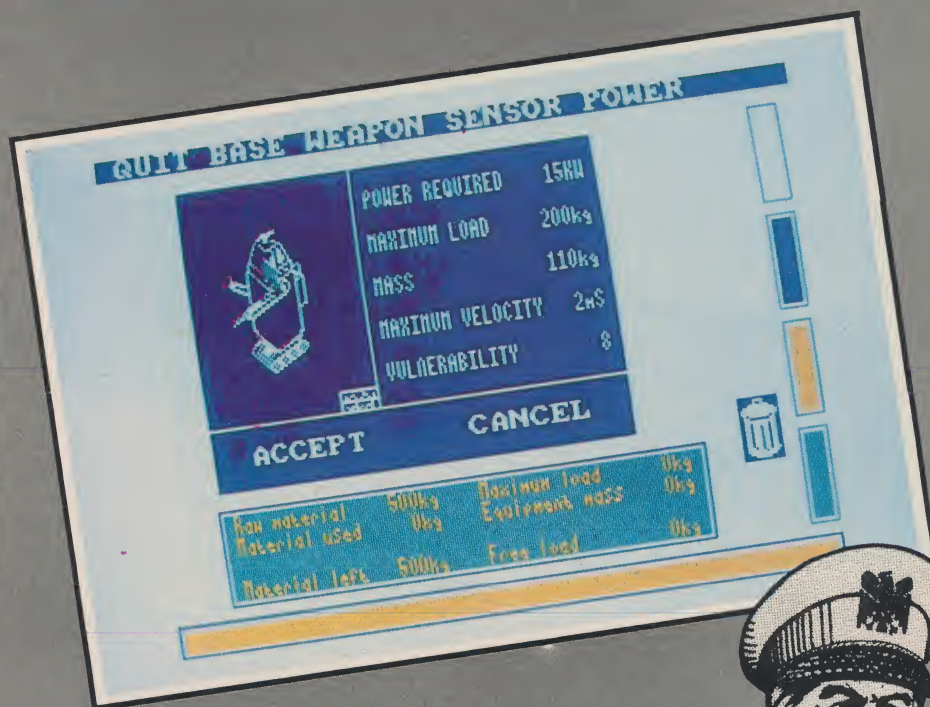 QUIT BASE WEAPON SENSOR POWER
POWER REQUIRED 15KW
MAXIMUM LOAD 200kg
MASS 110kg
MAXIMUM VELOCITY 2mS
VULNERABILITY 8
ACCEPT CANCEL
Raw material 500kg Maximum load 0kg
Material used 0kg Equipment mass 0kg
Material left 500kg Free load 0kg